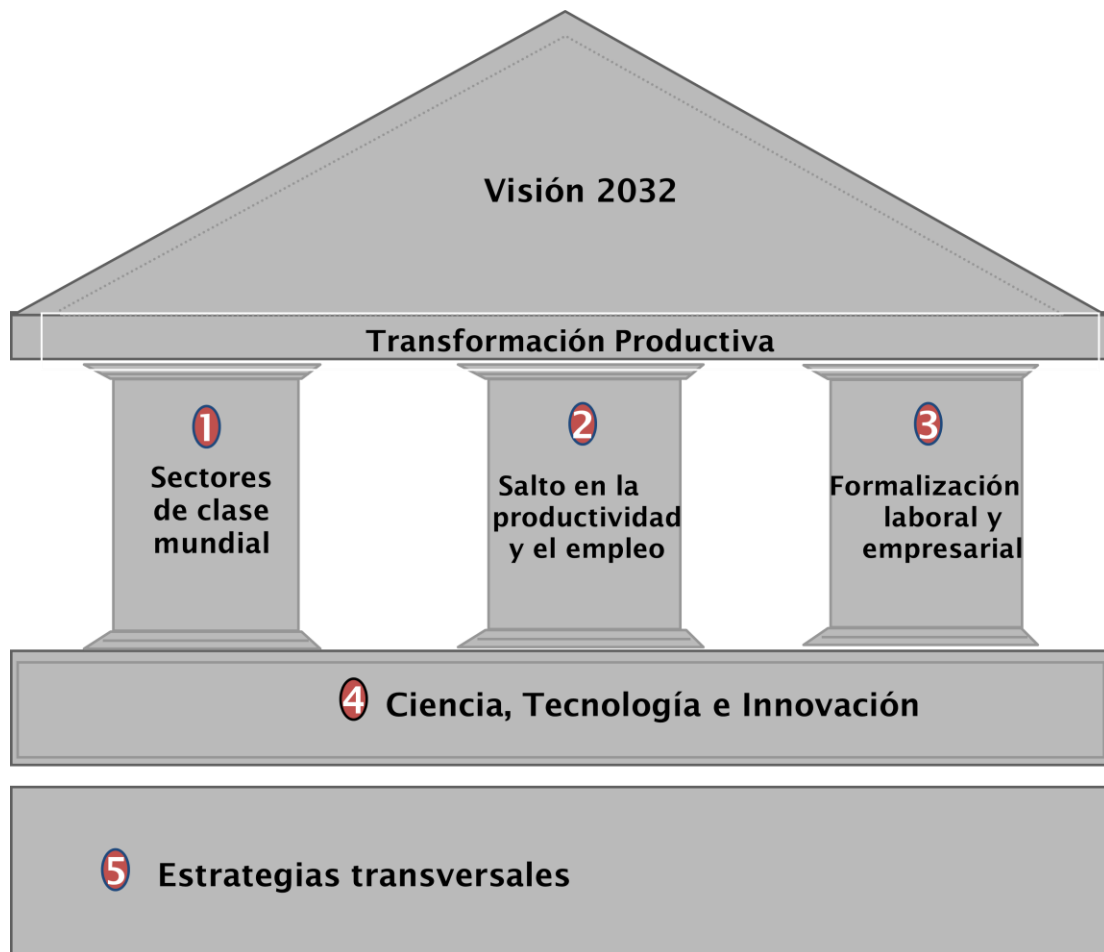 Visión 2032
Transformación Productiva
1
Sectores
de clase
mundial
2
Salto en la
productividad
y el empleo
3
Formalización
laboral y
empresarial
4 Ciencia, Tecnología e Innovación
5 Estrategias transversales